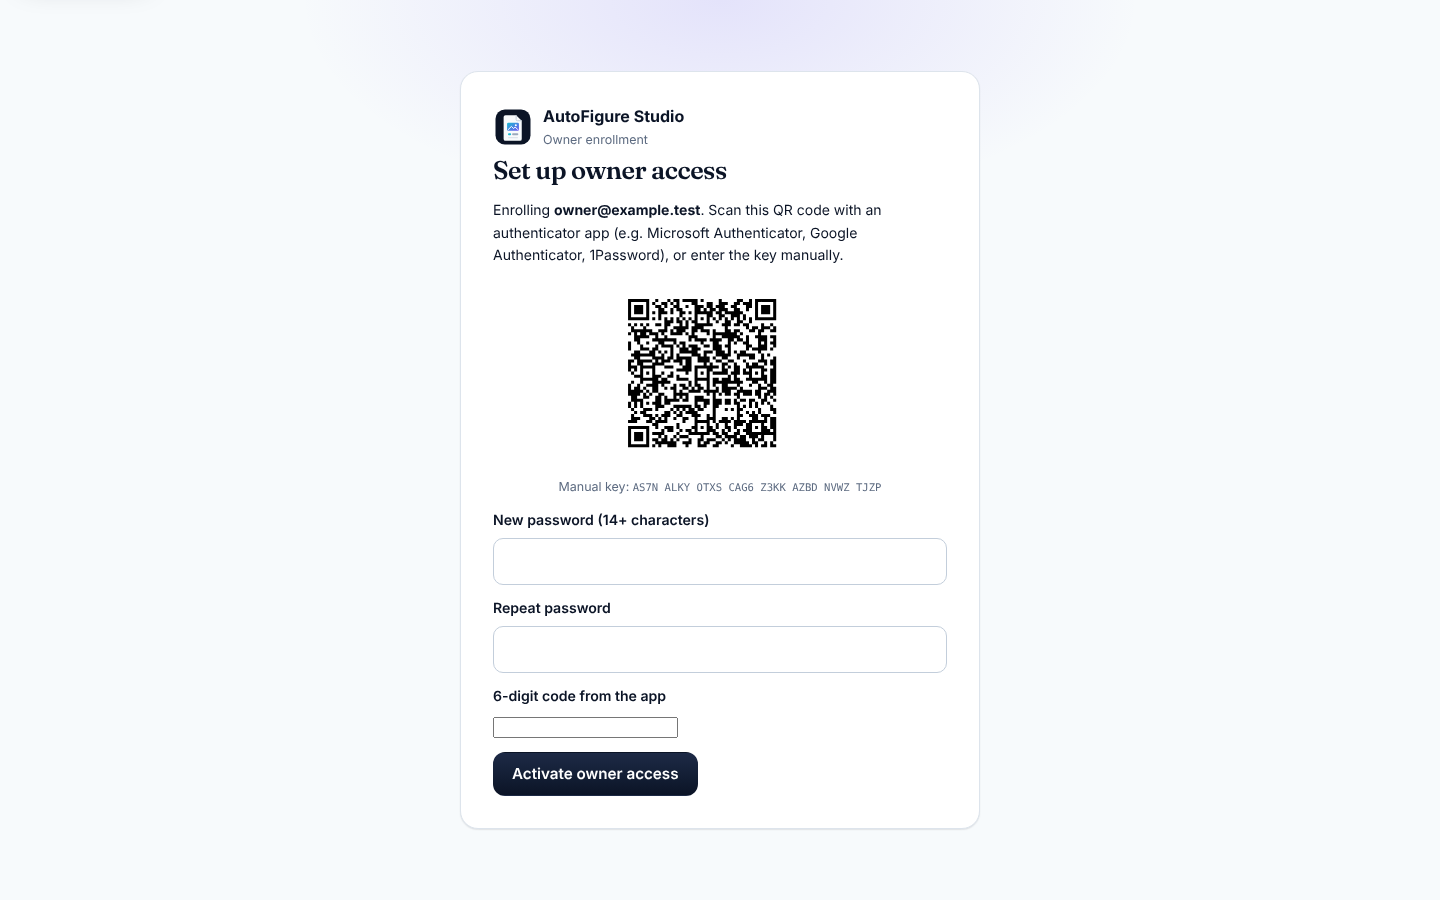 AutoFigure Studio
Owner enrollment
Set up owner access
Enrolling owner@example.test. Scan this QR code with an
authenticator app (e.g. Microsoft Authenticator, Google
Authenticator, 1Password), or enter the key manually.
Manual key: AS7N ALKY OTXS CAG6 Z3KK AZBD NVWZ TJZP
New password (14+ characters)
Repeat password
6-digit code from the app
Activate owner access